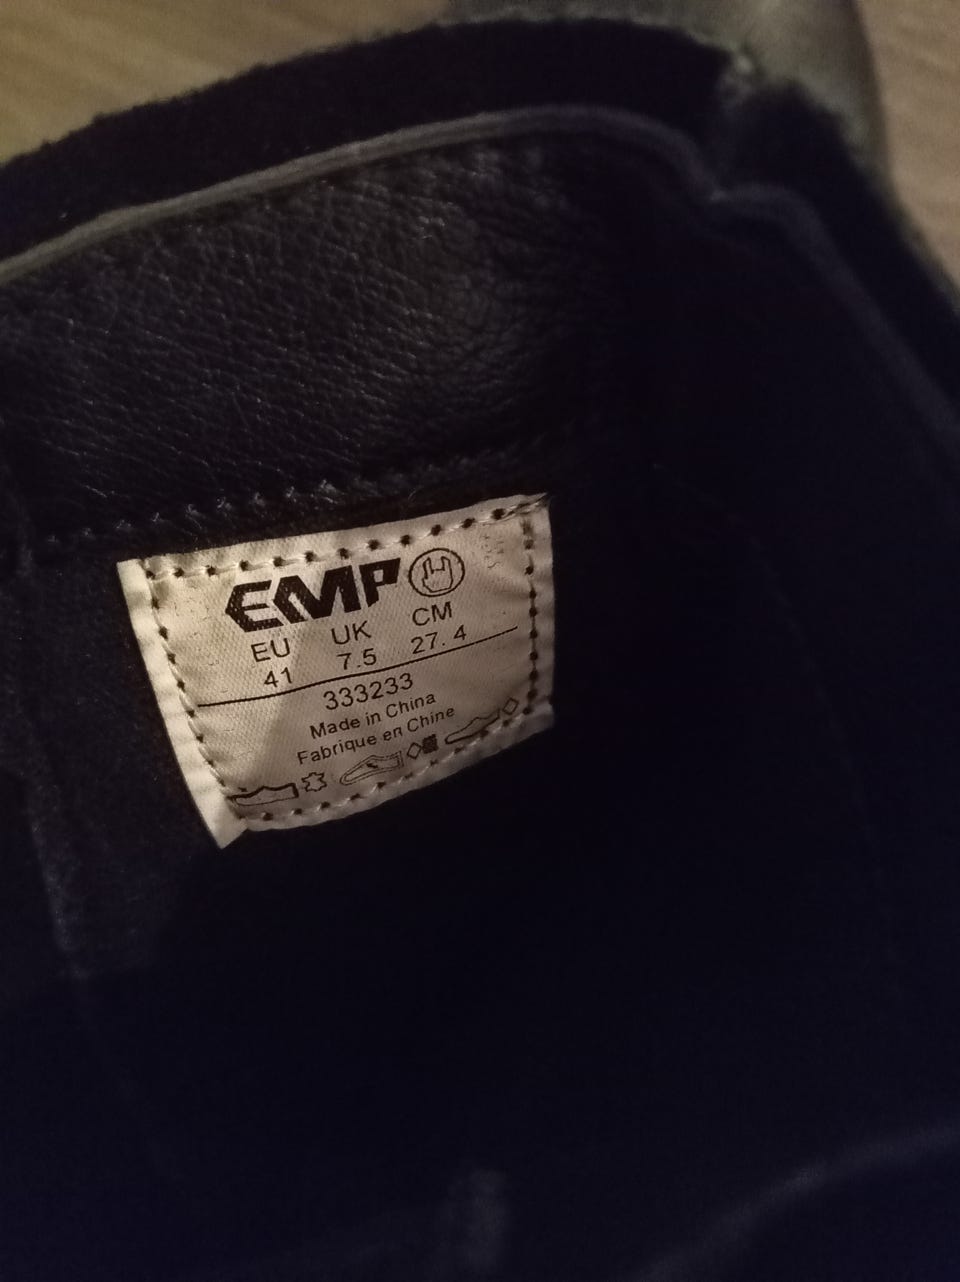 EMP
EU UK CM
41 7.5 27.4
333233
Made in China
Fabrique en Chine